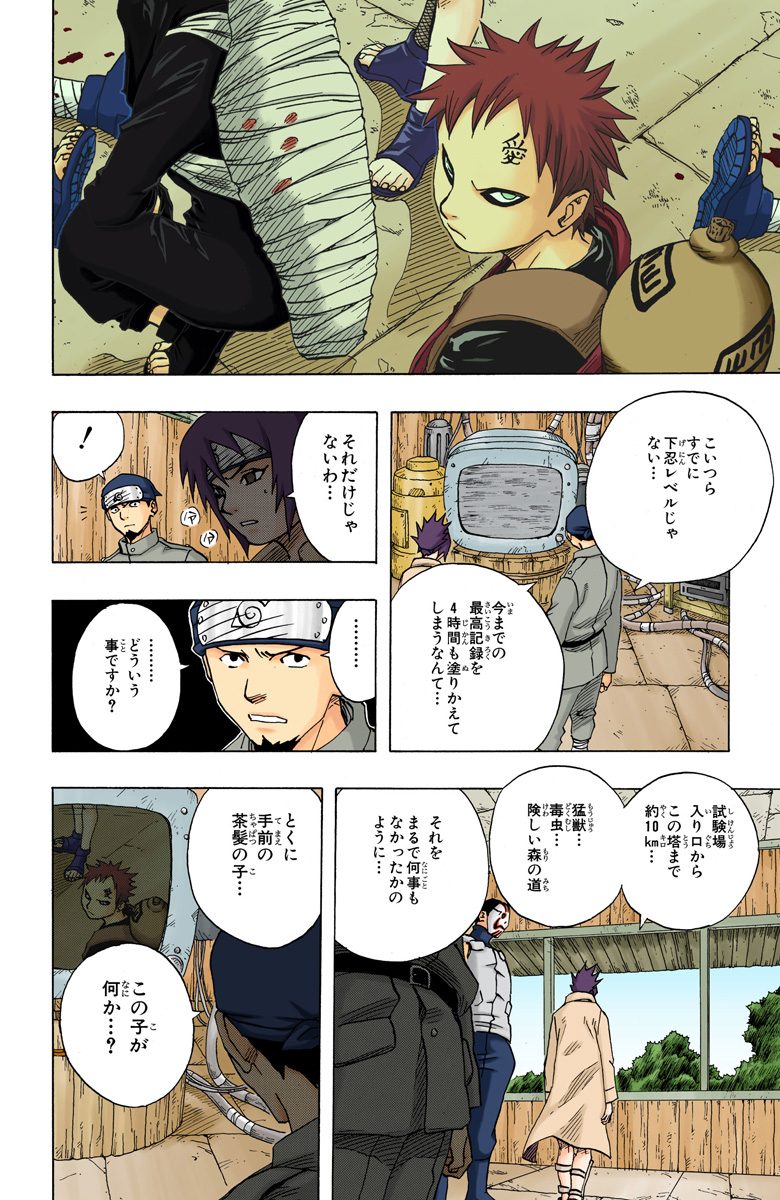 愛
こいつら
すでに
下忍レベルじゃ
ない…
今までの
最高記録を
4時間も塗りかえて
しまうなんて…
それだけじゃ
ないわ…
！
………
………
どういう
事ですか？
試験場
入り口から
この塔まで
約10km…
猛獣…
毒虫…
険しい森の道
それを
まるで何事も
なかったかの
ように…
とくに
手前の
茶髪の子…
この子が
何か…？